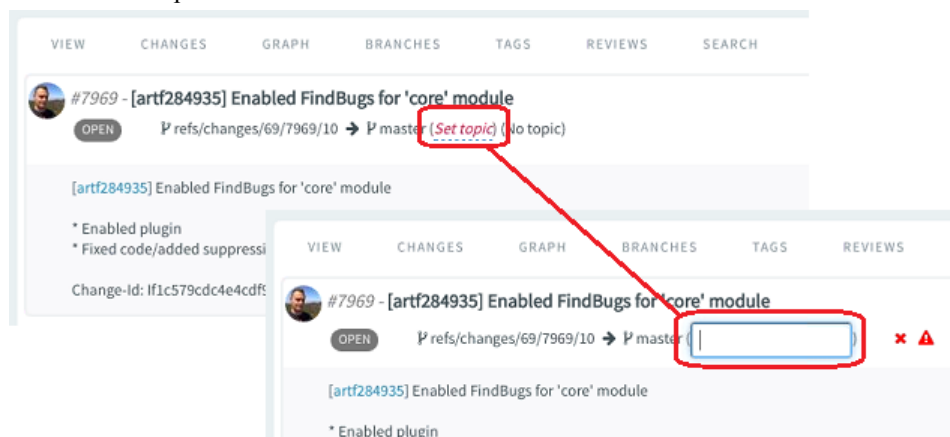 VIEW CHANGES GRAPH BRANCHES TAGS REVIEWS SEARCH
#7969 - [artf284935] Enabled FindBugs for 'core' module
OPEN refs/changes/69/7969/10 → master (Set topic) (No topic)
[artf284935] Enabled FindBugs for 'core' module
* Enabled plugin
* Fixed code/added suppressi
Change-Id: If1c579cdc4e4cdf9
VIEW CHANGES GRAPH BRANCHES TAGS REVIEWS
#7969 - [artf284935] Enabled FindBugs for 'core' module
OPEN refs/changes/69/7969/10 → master ( )
[artf284935] Enabled FindBugs for 'core' module
* Enabled plugin